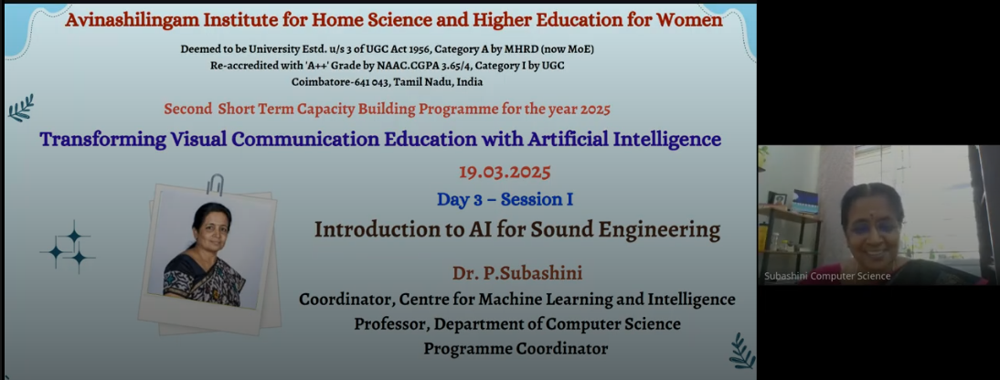 Avinashilingam Institute for Home Science and Higher Education for Women
Deemed to be University Estd. u/s 3 of UGC Act 1956, Category A by MHRD (now MoE)
Re-accredited with 'A++' Grade by NAAC.CGPA 3.65/4, Category I by UGC
Coimbatore-641 043, Tamil Nadu, India
Second Short Term Capacity Building Programme for the year 2025
Transforming Visual Communication Education with Artificial Intelligence
19.03.2025
Day 3 – Session I
Introduction to AI for Sound Engineering
Dr. P.Subashini
Coordinator, Centre for Machine Learning and Intelligence
Professor, Department of Computer Science
Programme Coordinator
Subashini Computer Science